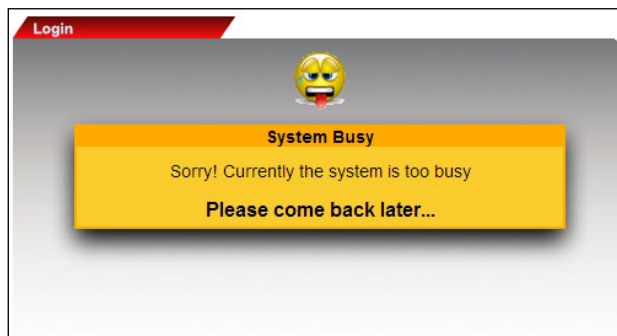 Login
System Busy
Sorry! Currently the system is too busy
Please come back later...